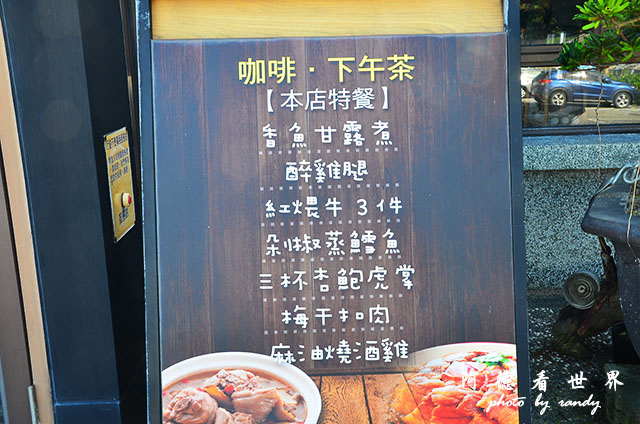 咖啡·下午茶
【本店特餐】
香魚甘露煮
醉雞腿
紅煨牛3件
剁椒蒸鱈魚
三杯杏鮑虎掌
梅干扣肉
麻油燒酒雞
阿德看世界
photo by randy